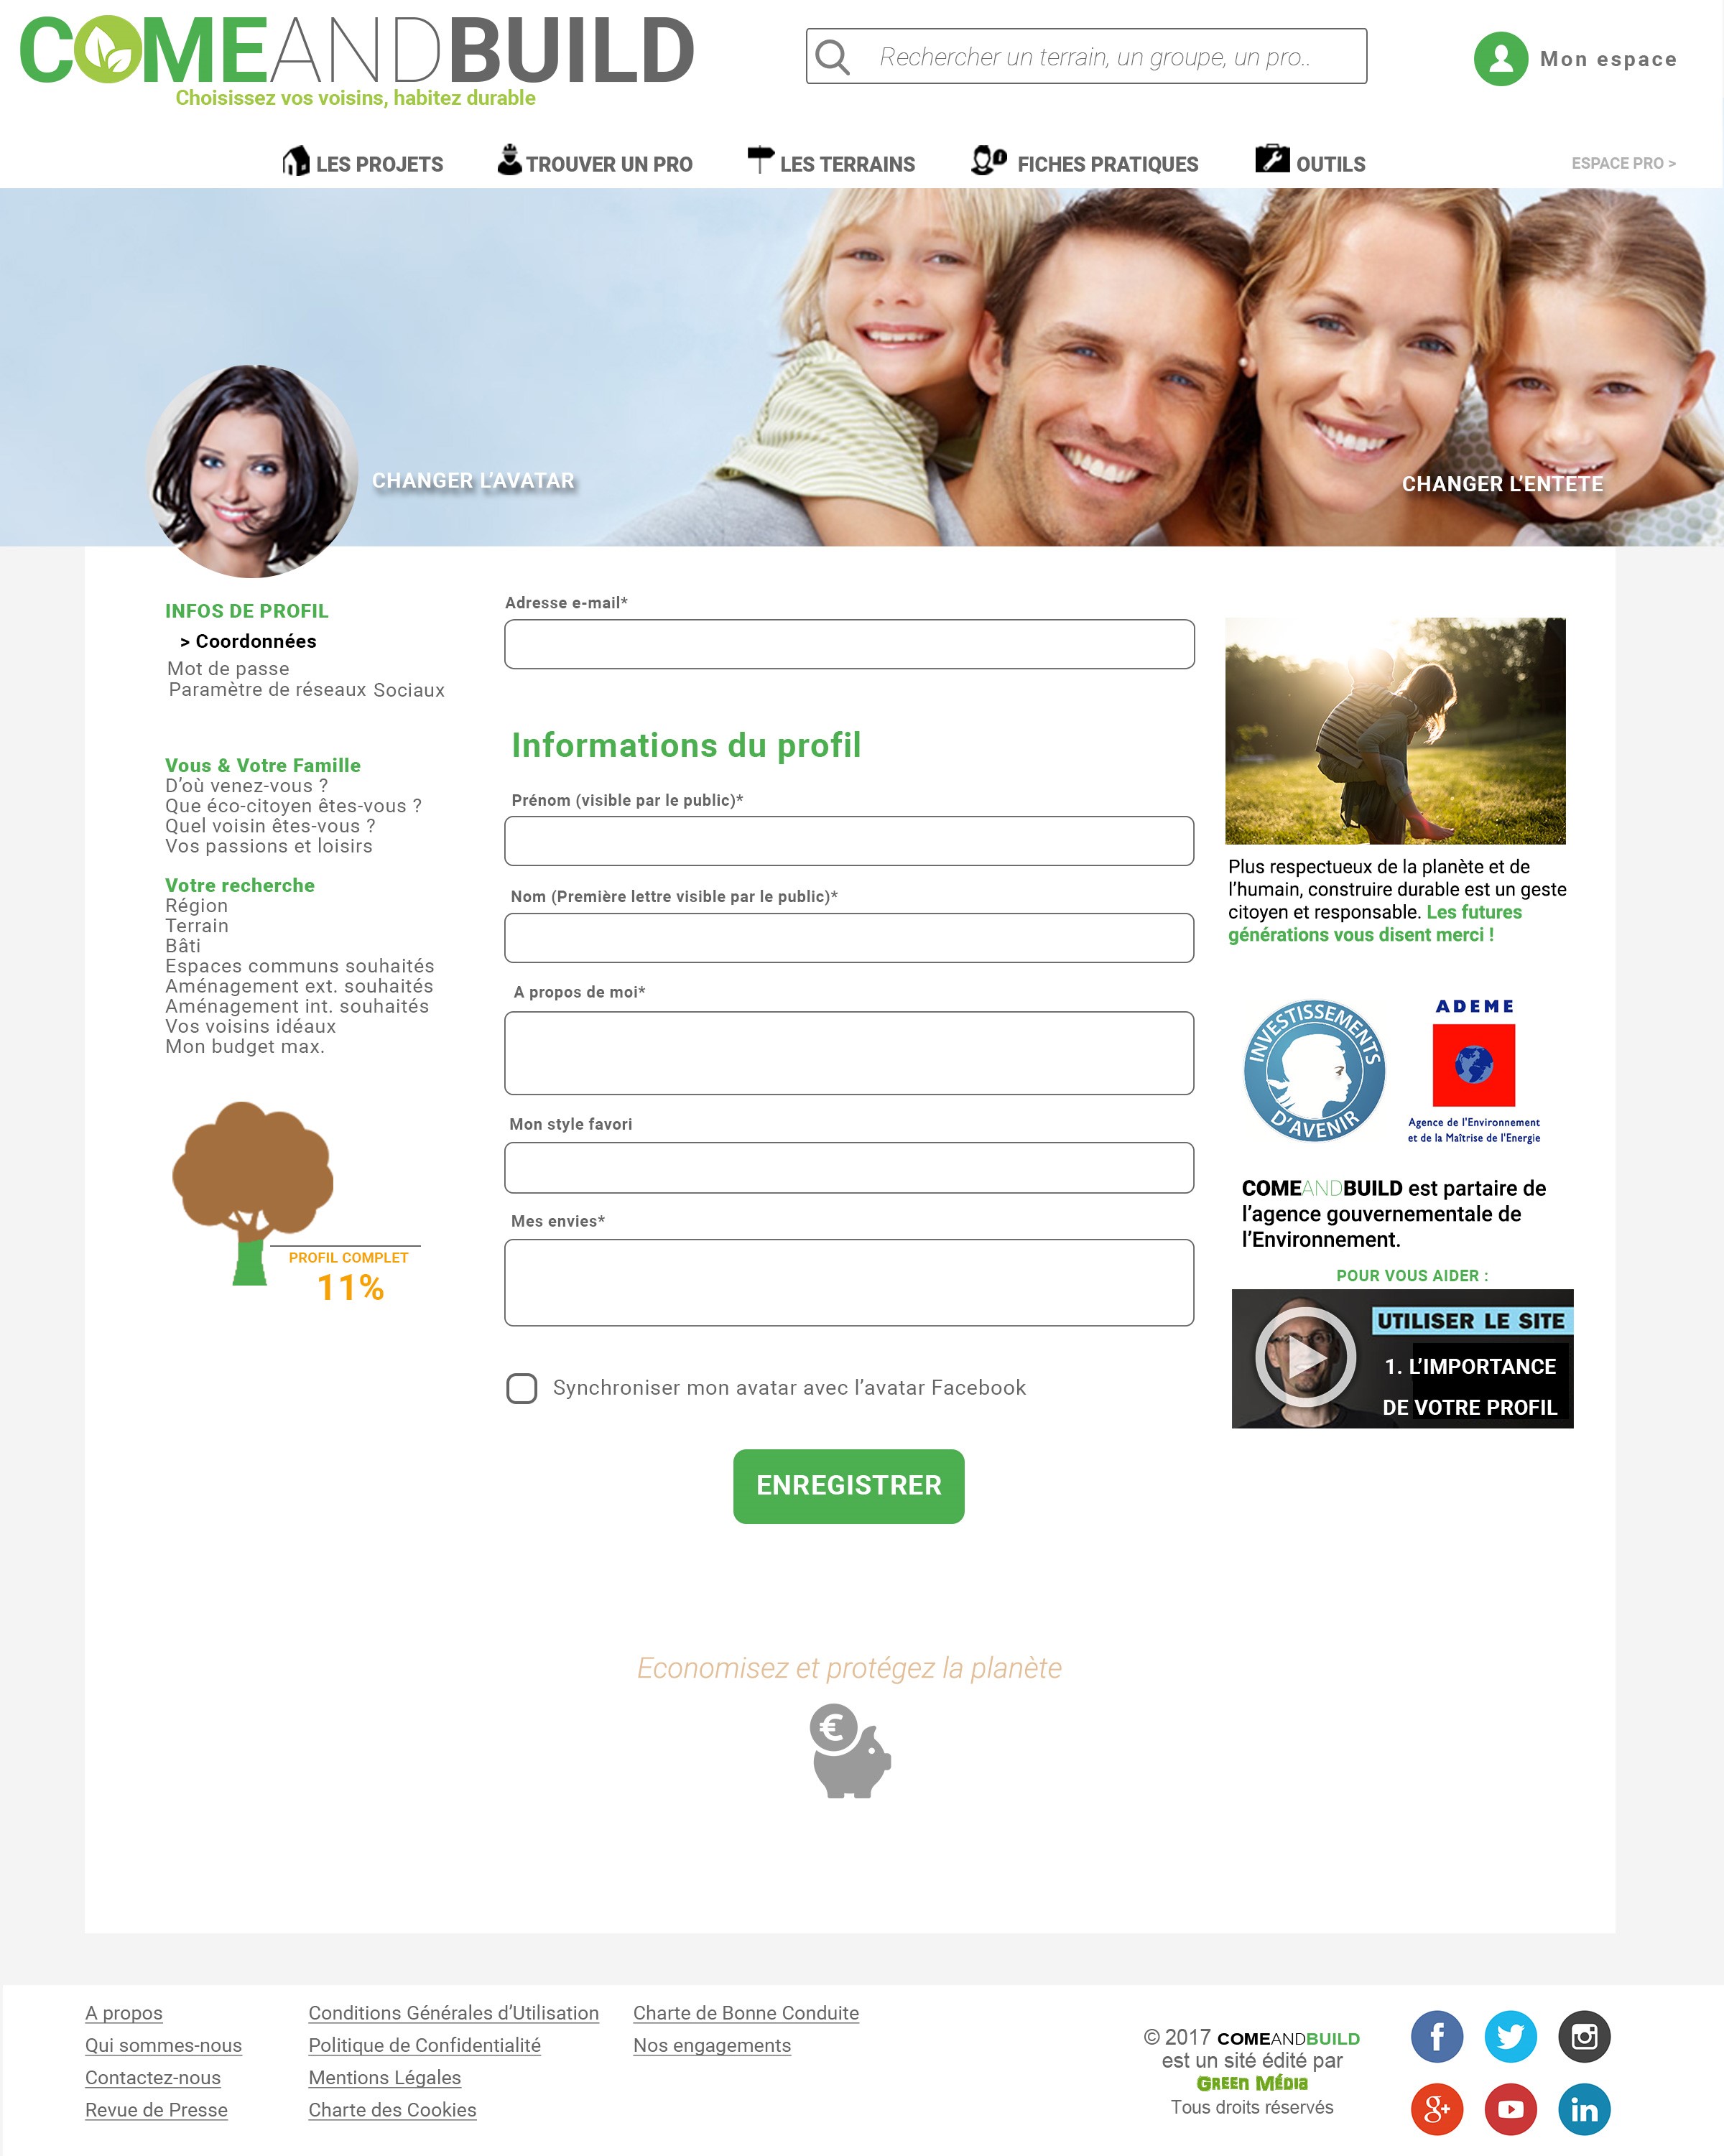 COMEANDBUILD
Choisissez vos voisins, habitez durable
Rechercher un terrain, un groupe, un pro..
Mon espace
LES PROJETS
TROUVER UN PRO
LES TERRAINS
FICHES PRATIQUES
OUTILS
ESPACE PRO >
CHANGER L’AVATAR
CHANGER L’ENTETE
INFOS DE PROFIL
> Coordonnées
Mot de passe
Paramètre de réseaux Sociaux
Vous & Votre Famille
D’où venez-vous ?
Que éco-citoyen êtes-vous ?
Quel voisin êtes-vous ?
Vos passions et loisirs
Votre recherche
Région
Terrain
Bâti
Espaces communs souhaités
Aménagement ext. souhaités
Aménagement int. souhaités
Vos voisins idéaux
Mon budget max.
PROFIL COMPLET
11%
Adresse e-mail*
Informations du profil
Prénom (visible par le public)*
Nom (Première lettre visible par le public)*
A propos de moi*
Mon style favori
Mes envies*
Synchroniser mon avatar avec l’avatar Facebook
ENREGISTRER
Plus respectueux de la planète et de
l’humain, construire durable est un geste
citoyen et responsable. Les futures
générations vous disent merci !
INVESTISSEMENTS
D’AVENIR
ADEME
Agence de l'Environnement
et de la Maîtrise de l'Energie
COMEANDBUILD est partaire de
l’agence gouvernementale de
l’Environnement.
POUR VOUS AIDER :
UTILISER LE SITE
1. L’IMPORTANCE
DE VOTRE PROFIL
Economisez et protégez la planète
€
A propos
Qui sommes-nous
Contactez-nous
Revue de Presse
Conditions Générales d’Utilisation
Politique de Confidentialité
Mentions Légales
Charte des Cookies
Charte de Bonne Conduite
Nos engagements
© 2017 COMEANDBUILD
est un sité édité par
Green Média
Tous droits réservés
f
g+
in